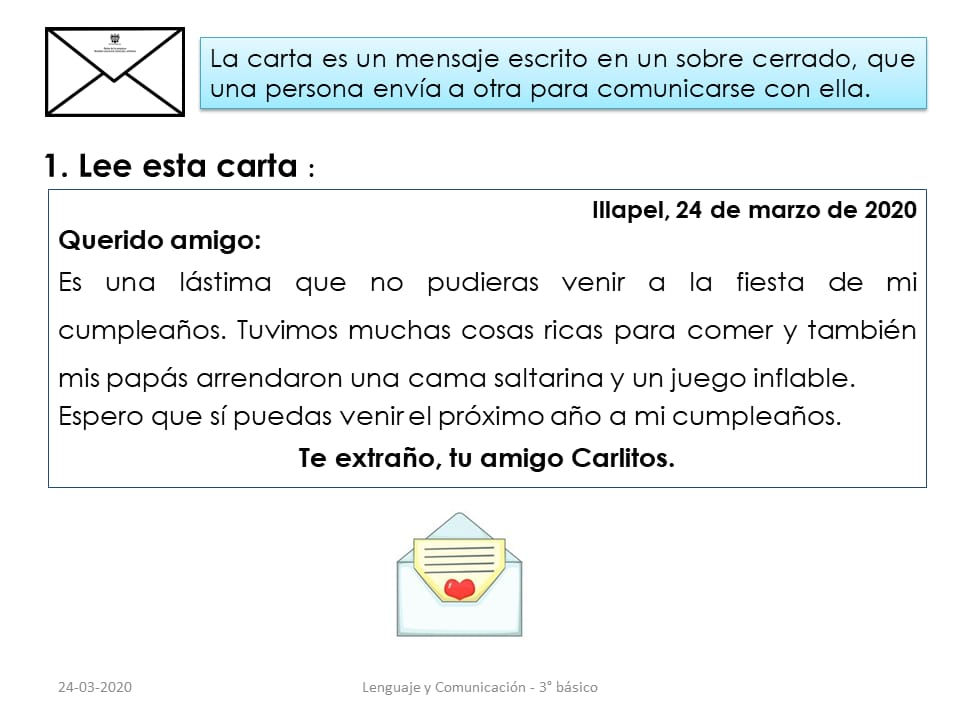 La carta es un mensaje escrito en un sobre cerrado, que
una persona envía a otra para comunicarse con ella.
1. Lee esta carta :
Illapel, 24 de marzo de 2020
Querido amigo:
Es una lástima que no pudieras venir a la fiesta de mi
cumpleaños. Tuvimos muchas cosas ricas para comer y también
mis papás arrendaron una cama saltarina y un juego inflable.
Espero que sí puedas venir el próximo año a mi cumpleaños.
Te extraño, tu amigo Carlitos.
24-03-2020
Lenguaje y Comunicación - 3° básico